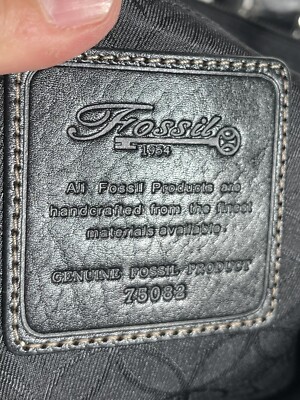 Fossil
1954
All Fossil Products are
handcrafted from the finest
materials available.
GENUINE FOSSIL PRODUCT
75082